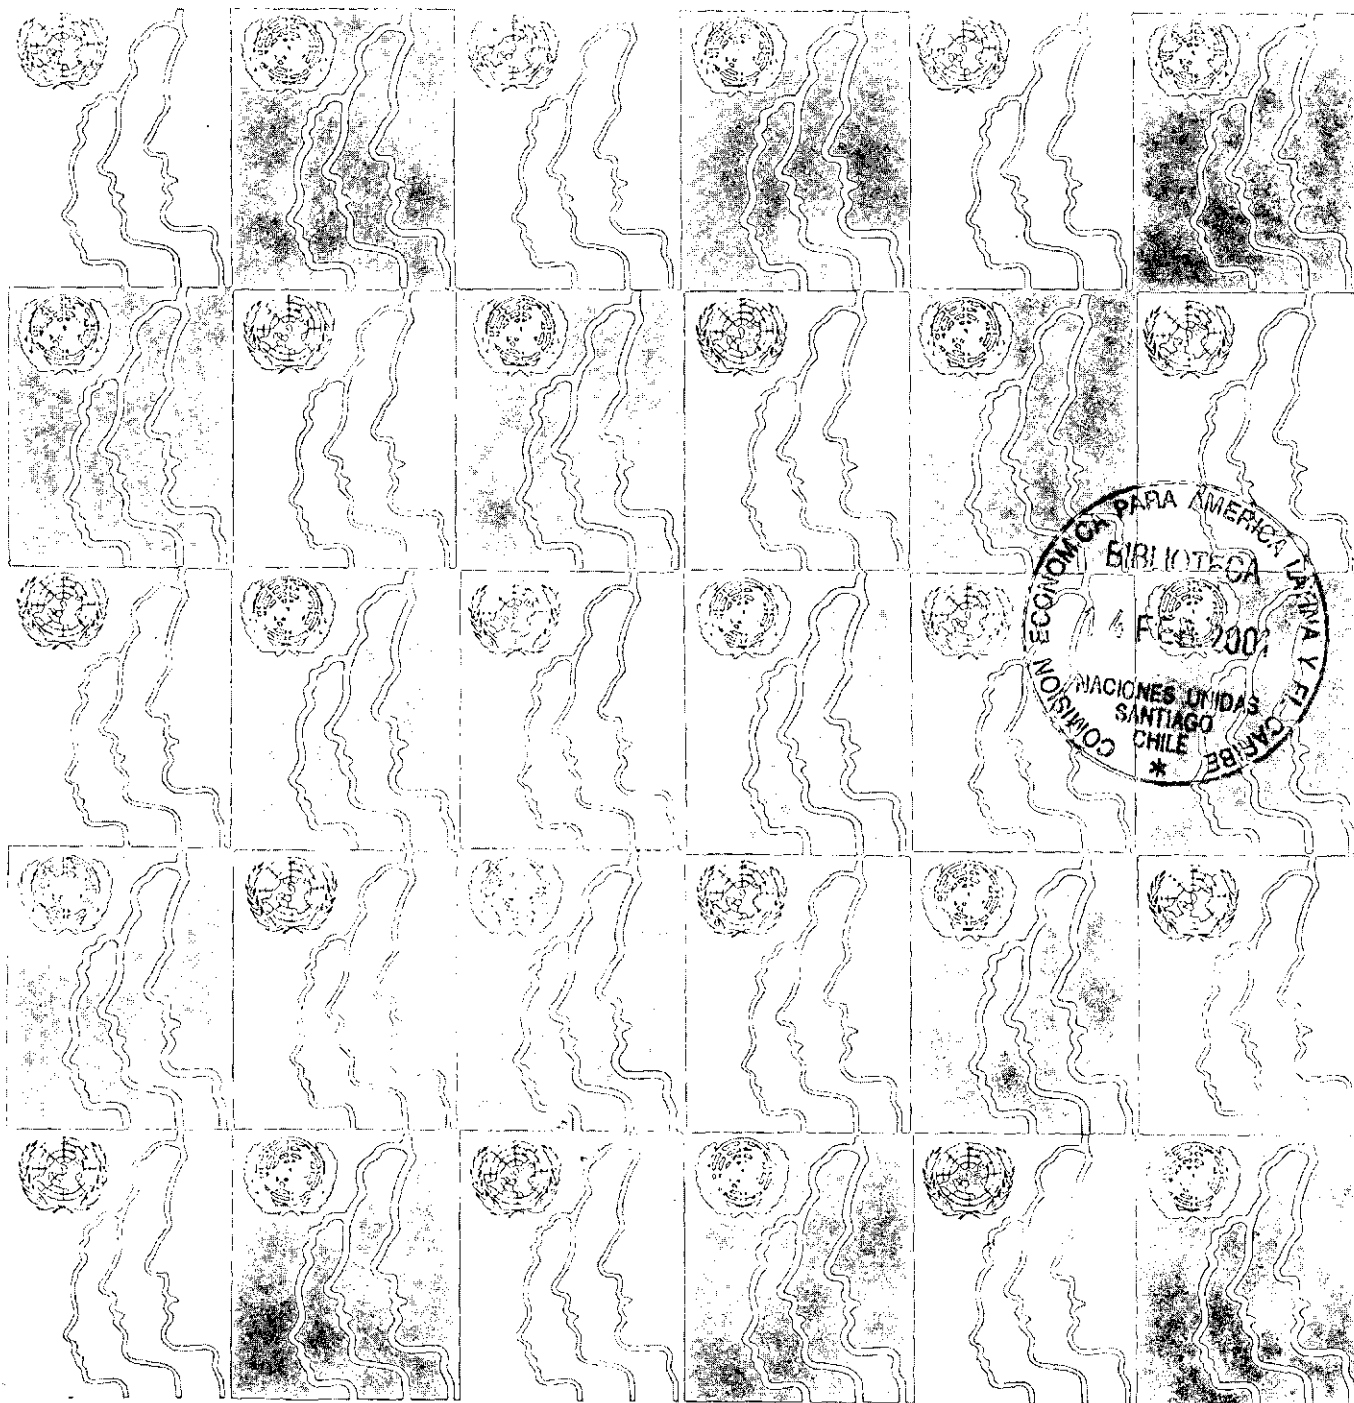 COMISION ECONOMICA PARA AMERICA LATINA Y EL CARIBE
BIBLIOTECA
NACIONES UNIDAS
SANTIAGO
CHILE
*